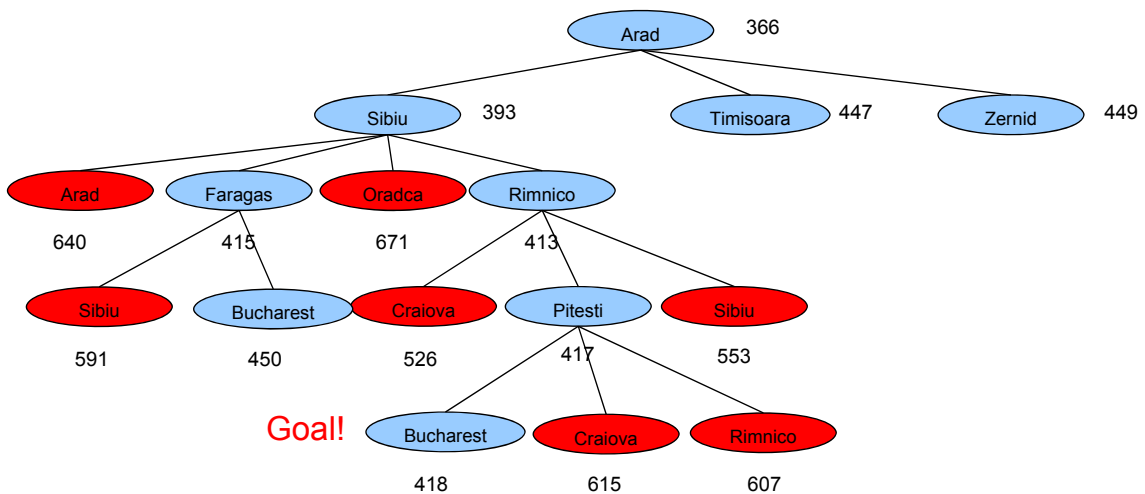 Arad 366
Sibiu 393 Timisoara 447 Zernid 449
Arad Faragas Oradca Rimnico
640 415 671 413
Sibiu Bucharest Craiova Pitesti Sibiu
591 450 526 417 553
Goal! Bucharest Craiova Rimnico
418 615 607